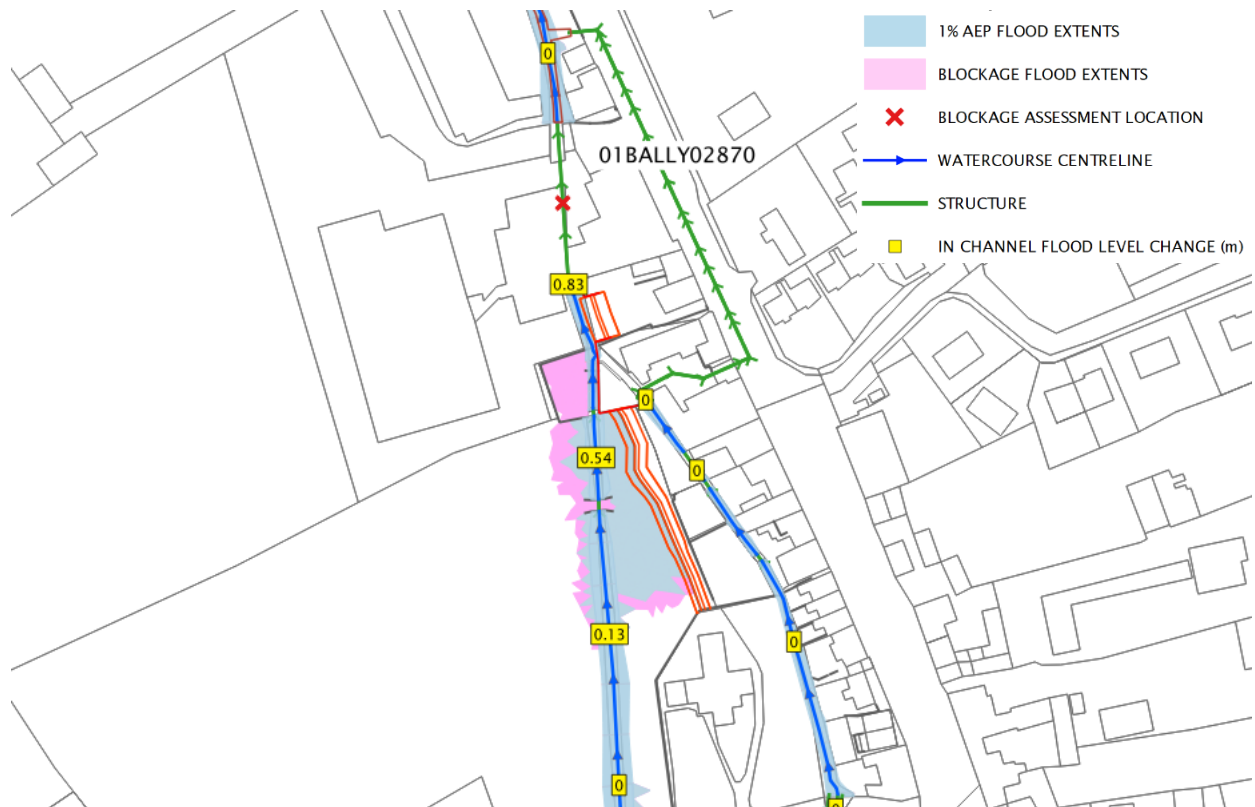 1% AEP FLOOD EXTENTS
BLOCKAGE FLOOD EXTENTS
BLOCKAGE ASSESSMENT LOCATION
WATERCOURSE CENTRELINE
STRUCTURE
IN CHANNEL FLOOD LEVEL CHANGE (m)
0
01BALLY02870
0.83
0
0.54
0
0.13
0
0
0